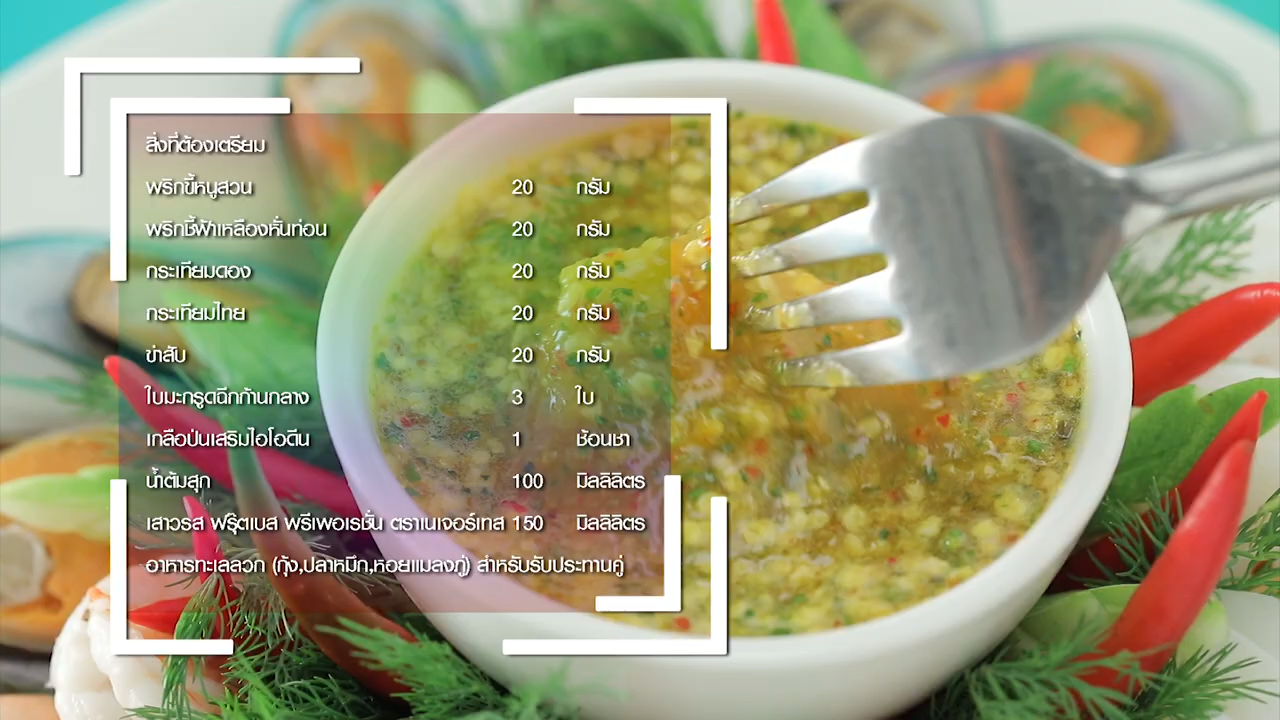 สิ่งที่ต้องเตรียม
พริกขี้หนูสวน 20 กรัม
พริกชี้ฟ้าเหลืองหั่นท่อน 20 กรัม
กระเทียมดอง 20 กรัม
กระเทียมไทย 20 กรัม
ข่าสับ 20 กรัม
ใบมะกรูดฉีกก้านกลาง 3 ใบ
เกลือป่นเสริมไอโอดีน 1 ช้อนชา
น้ำต้มสุก 100 มิลลิลิตร
เสาวรส ฟรุ๊ตเบส พรีเพอเรชั่น ตราเนเจอร์เทส 150 มิลลิลิตร
อาหารทะเลลวก (กุ้ง,ปลาหมึก,หอยแมลงภู่) สำหรับรับประทานคู่